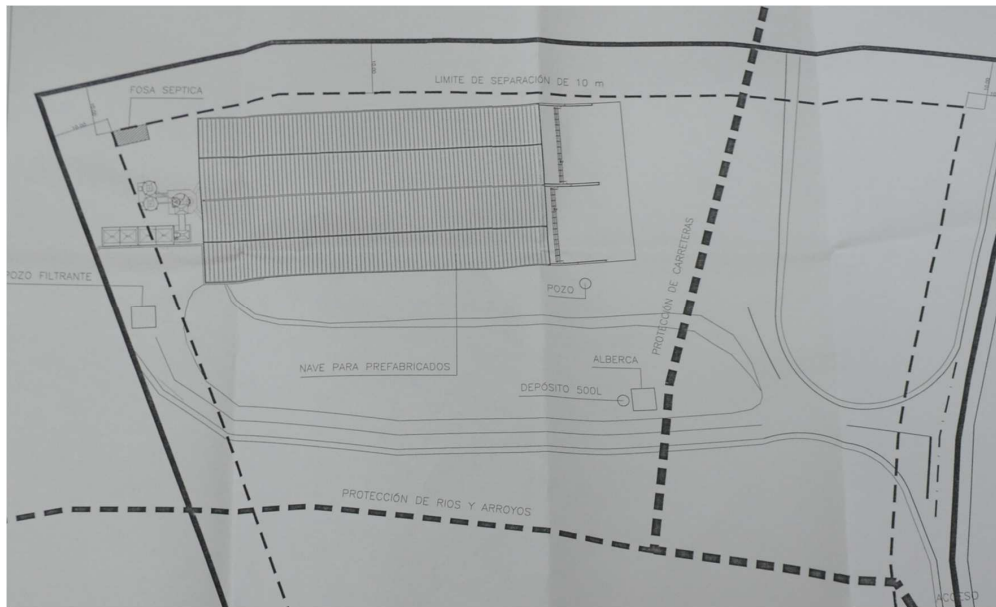 LIMITE DE SEPARACIÓN DE 10 m
FOSA SEPTICA
POZO FILTRANTE
POZO
PROTECCIÓN DE CARRETERAS
NAVE PARA PREFABRICADOS
ALBERCA
DEPÓSITO 500L
PROTECCIÓN DE RIOS Y ARROYOS
ACCESO